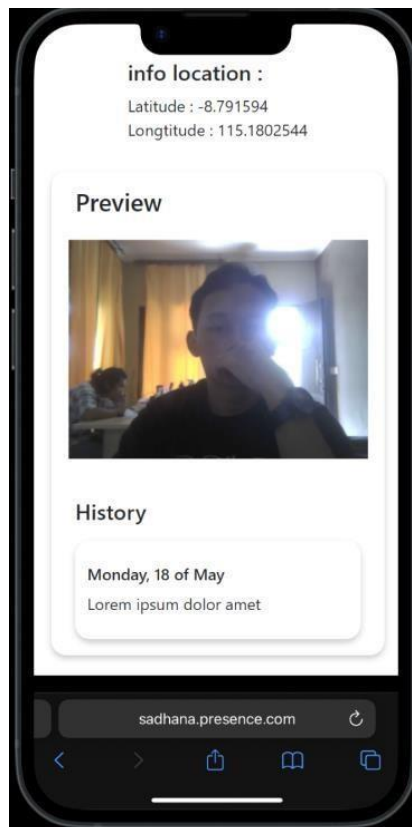 info location :
Latitude : -8.791594
Longtitude : 115.1802544
Preview
History
Monday, 18 of May
Lorem ipsum dolor amet
sadhana.presence.com